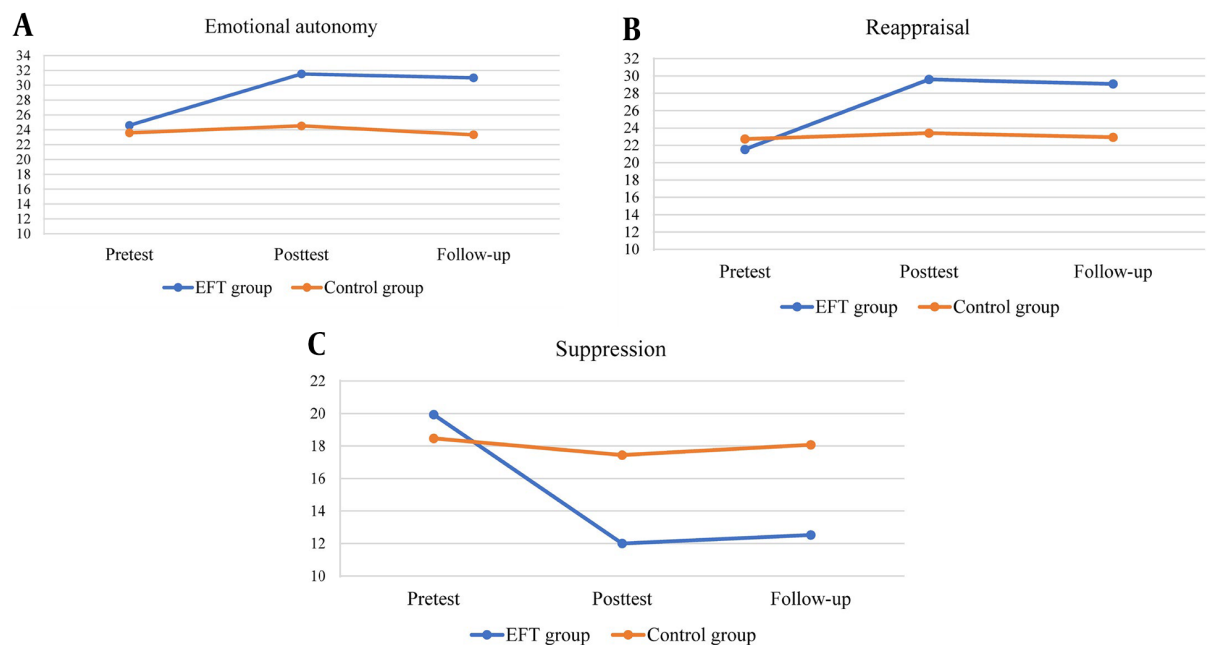 A
Emotional autonomy
34
32
30
28
26
24
22
20
18
16
14
12
10
Pretest Posttest Follow-up
EFT group Control group
B
Reappraisal
32
30
28
26
24
22
20
18
16
14
12
10
Pretest Posttest Follow-up
EFT group Control group
C
Suppression
22
20
18
16
14
12
10
Pretest Posttest Follow-up
EFT group Control group